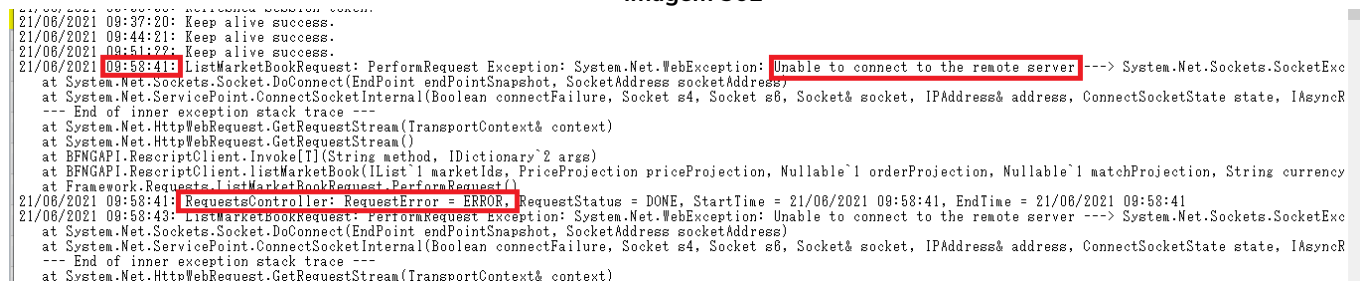 21/06/2021 09:37:20: Keep alive success.
21/06/2021 09:44:21: Keep alive success.
21/06/2021 09:51:22: Keep alive success.
21/06/2021 09:58:41: ListMarketBookRequest: PerformRequest Exception: System.Net.WebException: Unable to connect to the remote server ---> System.Net.Sockets.SocketExc
at System.Net.Sockets.Socket.DoConnect(EndPoint endPointSnapshot, SocketAddress socketAddress)
at System.Net.ServicePoint.ConnectSocketInternal(Boolean connectFailure, Socket s4, Socket s6, Socket& socket, IPAddress& address, ConnectSocketState state, IAsyncR
--- End of inner exception stack trace ---
at System.Net.HttpWebRequest.GetRequestStream(TransportContext& context)
at System.Net.HttpWebRequest.GetRequestStream()
at BFNGAPI.RescriptClient.Invoke[T](String method, IDictionary`2 args)
at BFNGAPI.RescriptClient.listMarketBook(IList`1 marketIds, PriceProjection priceProjection, Nullable`1 orderProjection, Nullable`1 matchProjection, String currency
at Framework.Requests.ListMarketBookRequest.PerformRequest()
21/06/2021 09:58:41: RequestsController: RequestError = ERROR, RequestStatus = DONE, StartTime = 21/06/2021 09:58:41, EndTime = 21/06/2021 09:58:41
21/06/2021 09:58:43: ListMarketBookRequest: PerformRequest Exception: System.Net.WebException: Unable to connect to the remote server ---> System.Net.Sockets.SocketExc
at System.Net.Sockets.Socket.DoConnect(EndPoint endPointSnapshot, SocketAddress socketAddress)
at System.Net.ServicePoint.ConnectSocketInternal(Boolean connectFailure, Socket s4, Socket s6, Socket& socket, IPAddress& address, ConnectSocketState state, IAsyncR
--- End of inner exception stack trace ---
at System.Net.HttpWebRequest.GetRequestStream(TransportContext& context)